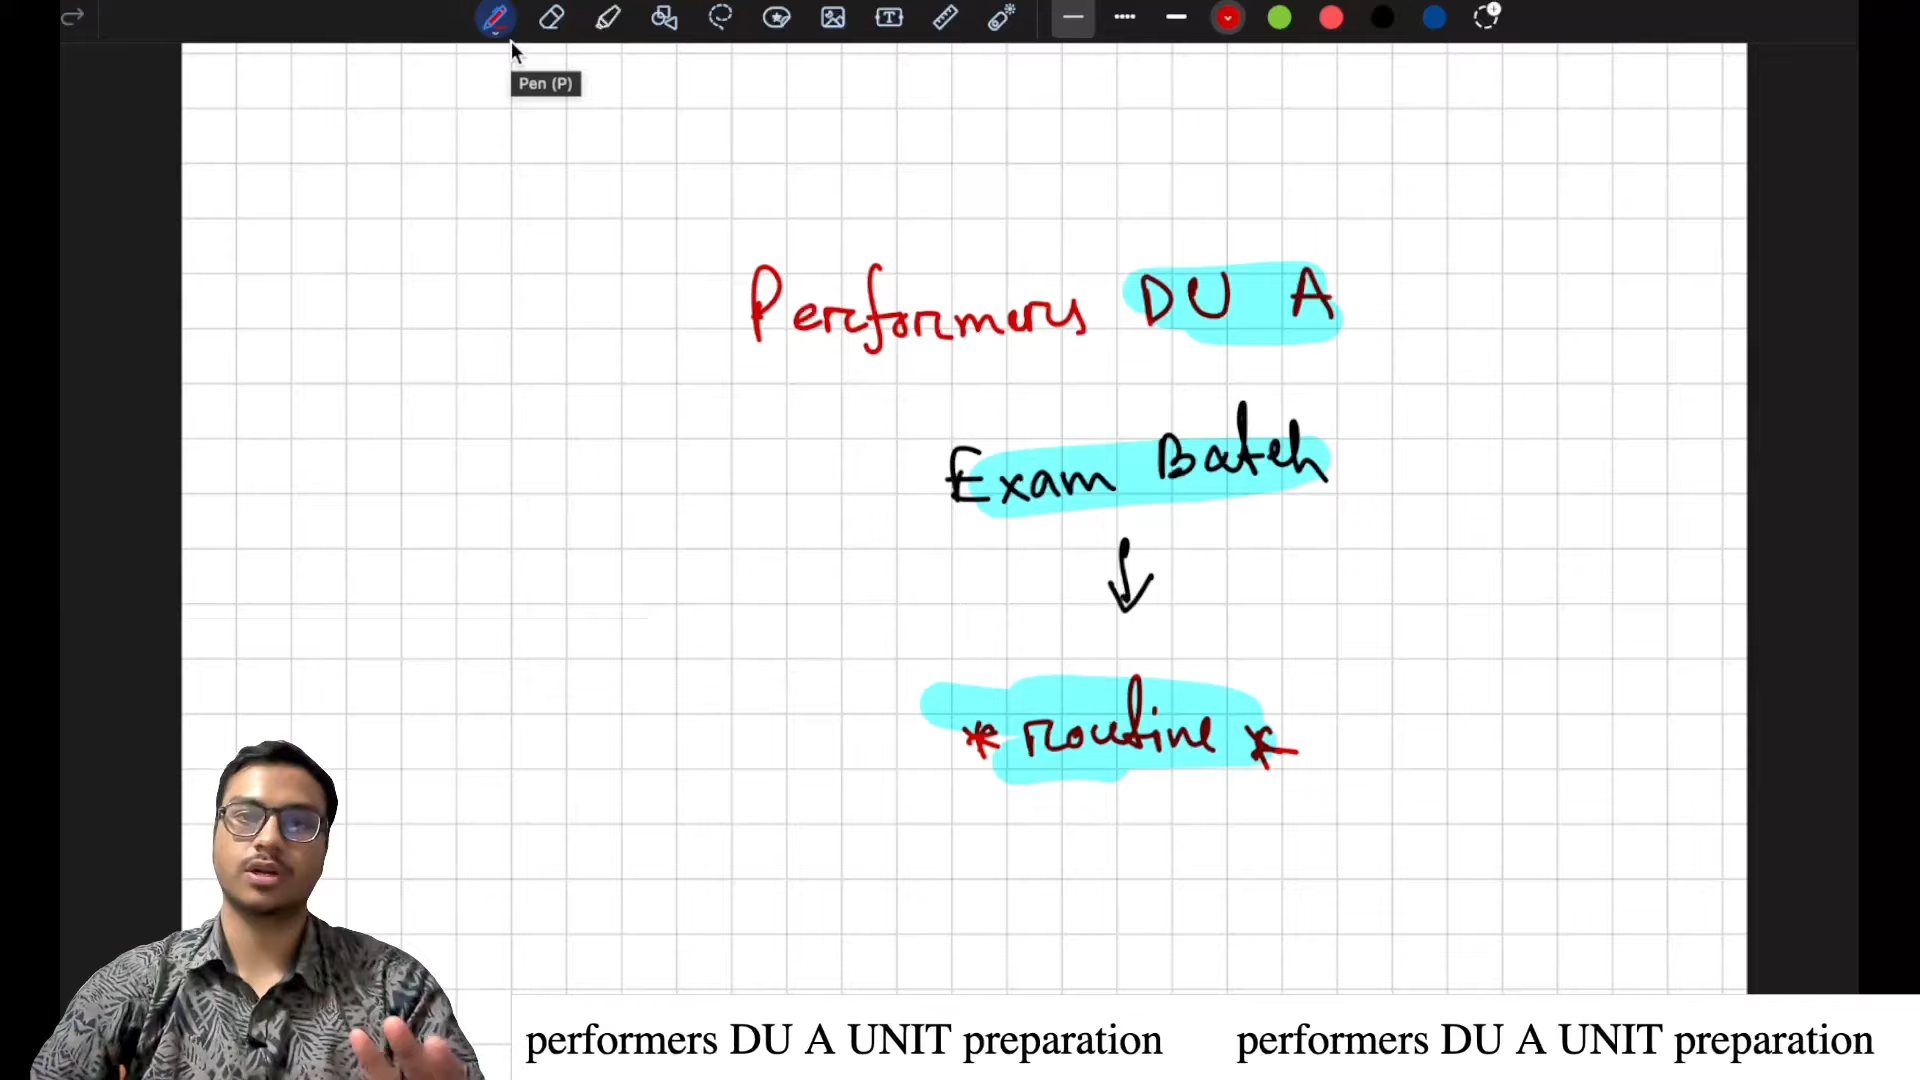 Pen (P)
Performers DU A
Exam Batch
* routine *
performers DU A UNIT preparation performers DU A UNIT preparation